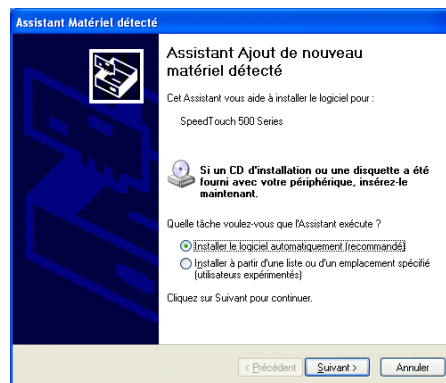 Assistant Matériel détecté
Assistant Ajout de nouveau
matériel détecté
Cet Assistant vous aide à installer le logiciel pour :
SpeedTouch 500 Series
Si un CD d'installation ou une disquette a été
fourni avec votre périphérique, insérez-le
maintenant.
Quelle tâche voulez-vous que l'Assistant exécute ?
Installer le logiciel automatiquement (recommandé)
Installer à partir d'une liste ou d'un emplacement spécifié
(utilisateurs expérimentés)
Cliquez sur Suivant pour continuer.
< Précédent Suivant > Annuler